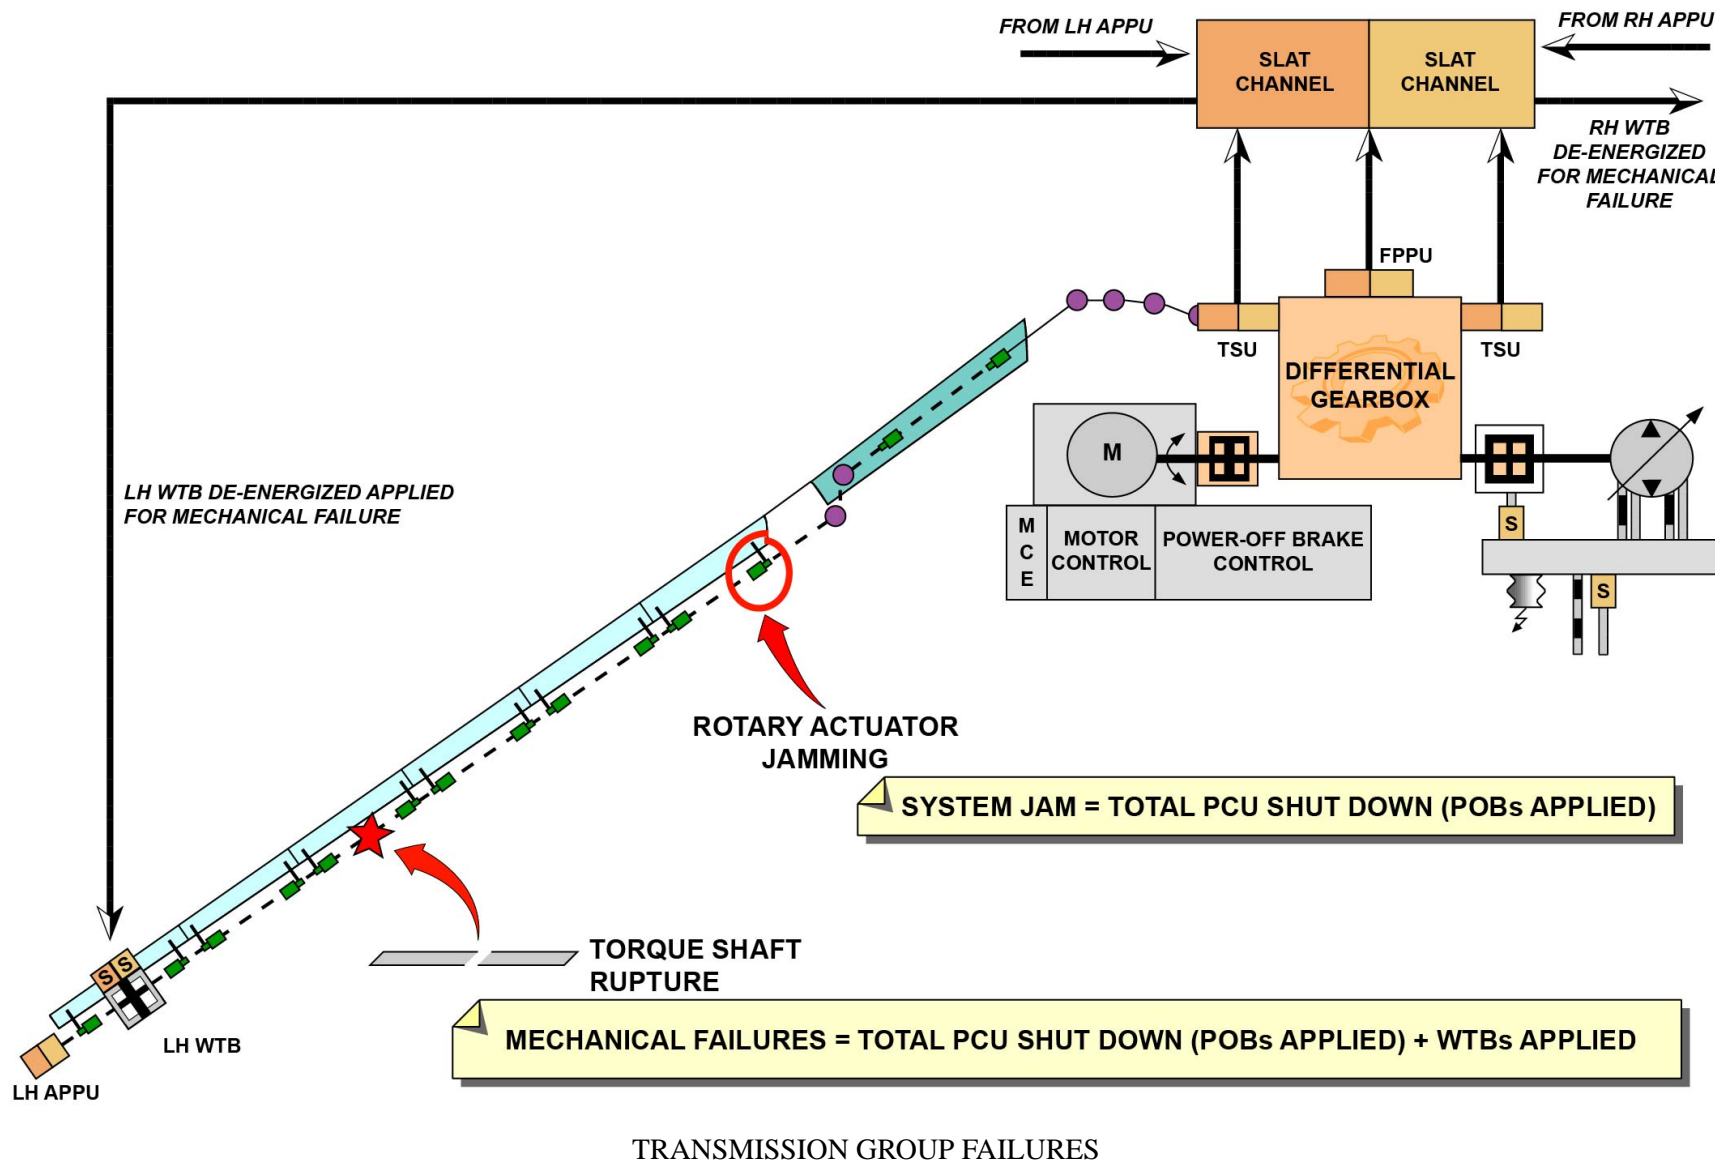 FROM LH APPU
FROM RH APPU
SLAT
CHANNEL
SLAT
CHANNEL
RH WTB
DE-ENERGIZED
FOR MECHANICAL
FAILURE
FPPU
TSU
TSU
DIFFERENTIAL
GEARBOX
M
LH WTB DE-ENERGIZED APPLIED
FOR MECHANICAL FAILURE
M
C
E
MOTOR
CONTROL
POWER-OFF BRAKE
CONTROL
S
S
ROTARY ACTUATOR
JAMMING
SYSTEM JAM = TOTAL PCU SHUT DOWN (POBs APPLIED)
TORQUE SHAFT
RUPTURE
S S
LH WTB
LH APPU
MECHANICAL FAILURES = TOTAL PCU SHUT DOWN (POBs APPLIED) + WTBs APPLIED
TRANSMISSION GROUP FAILURES